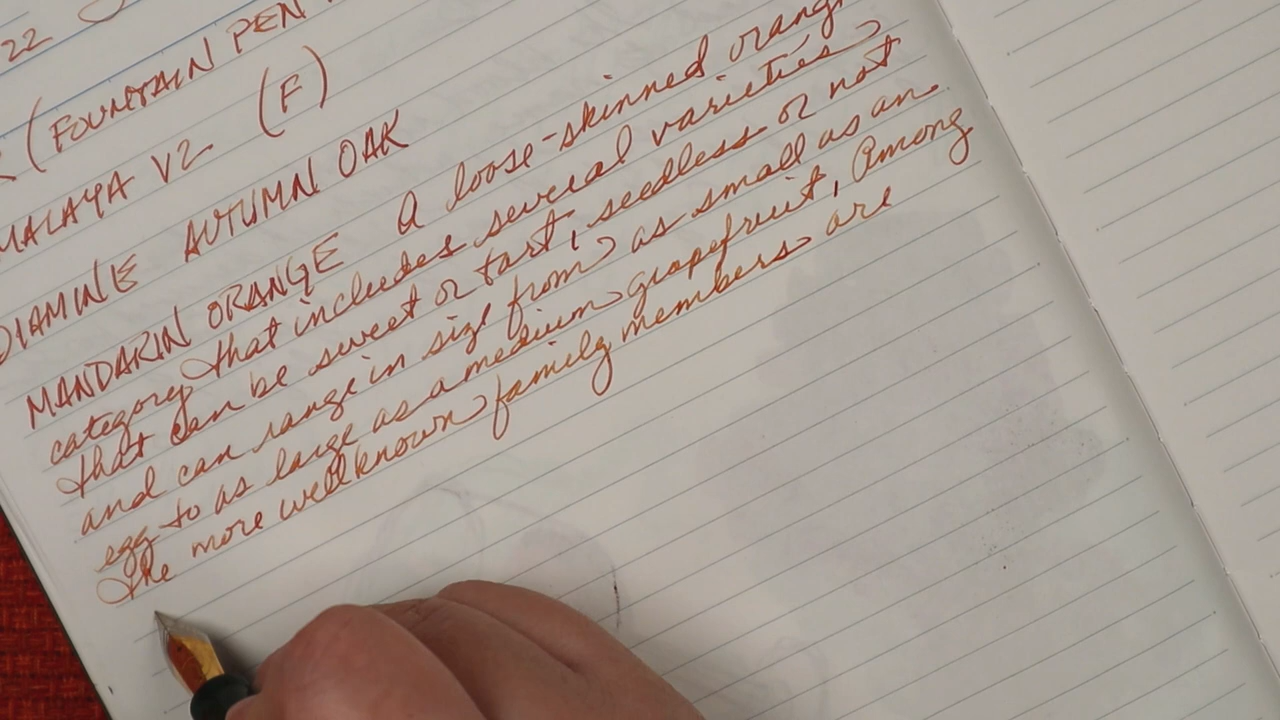 22
(FOUNTAIN PEN
MALAYA V2 (F)
DIAMINE AUTUMN OAK
MANDARIN ORANGE A loose-skinned orange
category that includes several varieties
that can be sweet or tart, seedless or not
and can range in size from as small as an
egg to as large as a medium grapefruit, Among
the more well known family members are